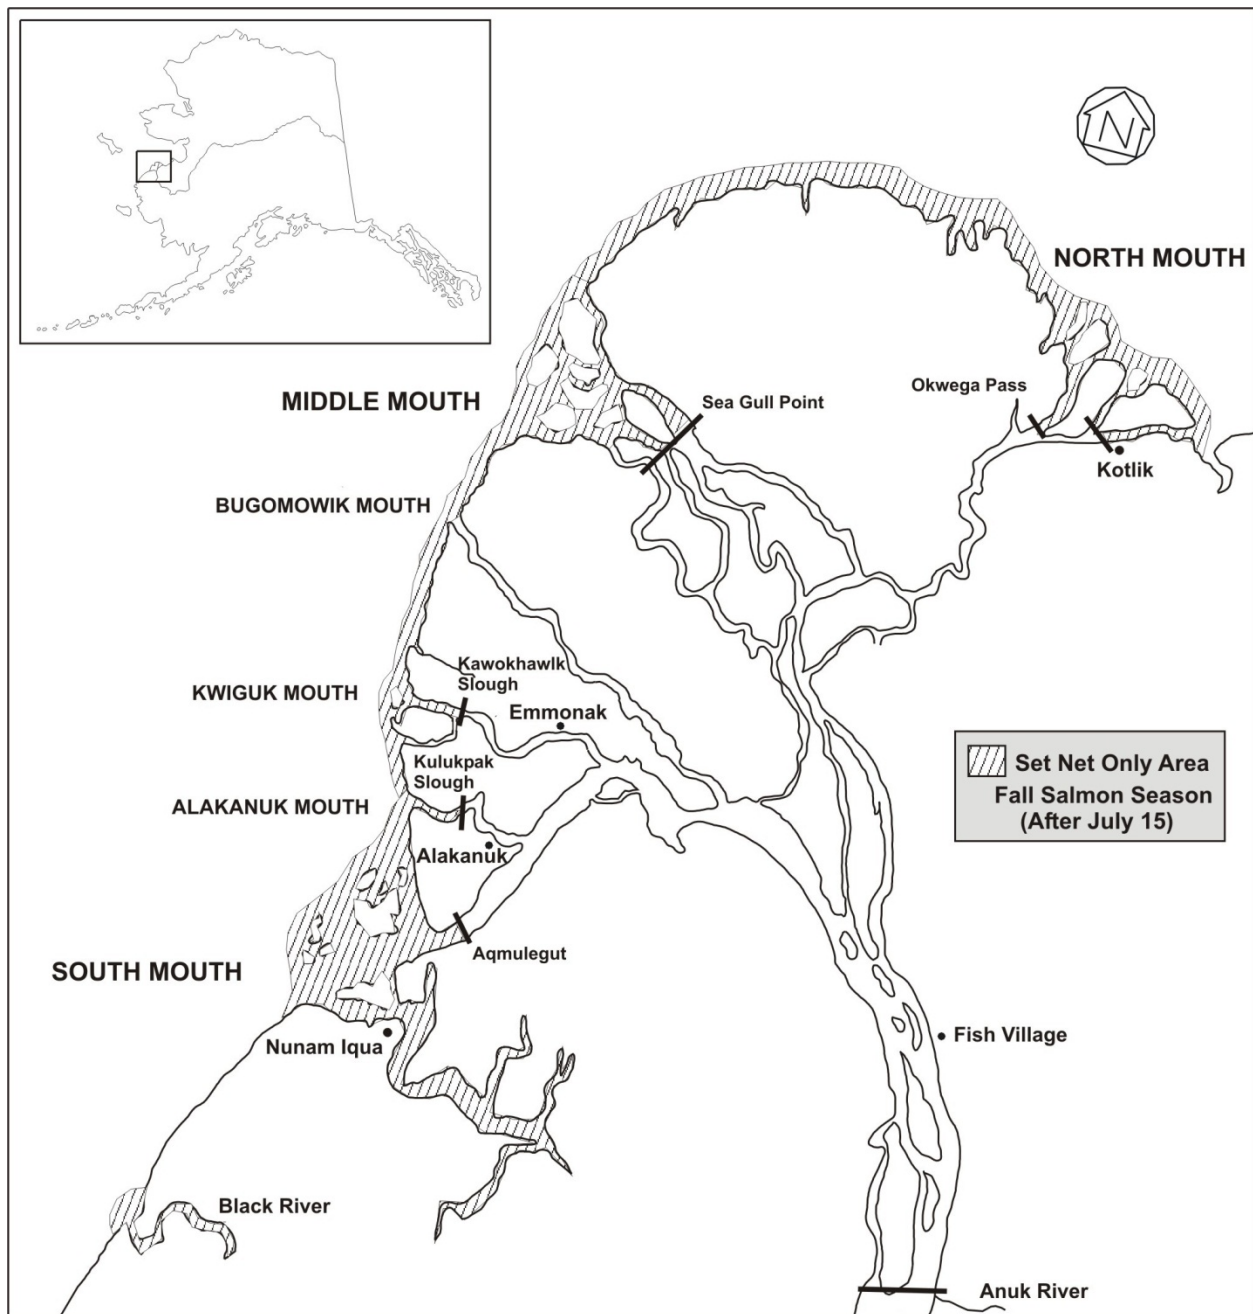 N
NORTH MOUTH
MIDDLE MOUTH
Okwega Pass
Sea Gull Point
Kotlik
BUGOMOWIK MOUTH
Kawokhawlk
Slough
KWIGUK MOUTH
Emmonak
Kulukpak
Slough
ALAKANUK MOUTH
Alakanuk
Set Net Only Area
Fall Salmon Season
(After July 15)
Aqmulegut
SOUTH MOUTH
Nunam Iqua
Fish Village
Black River
Anuk River